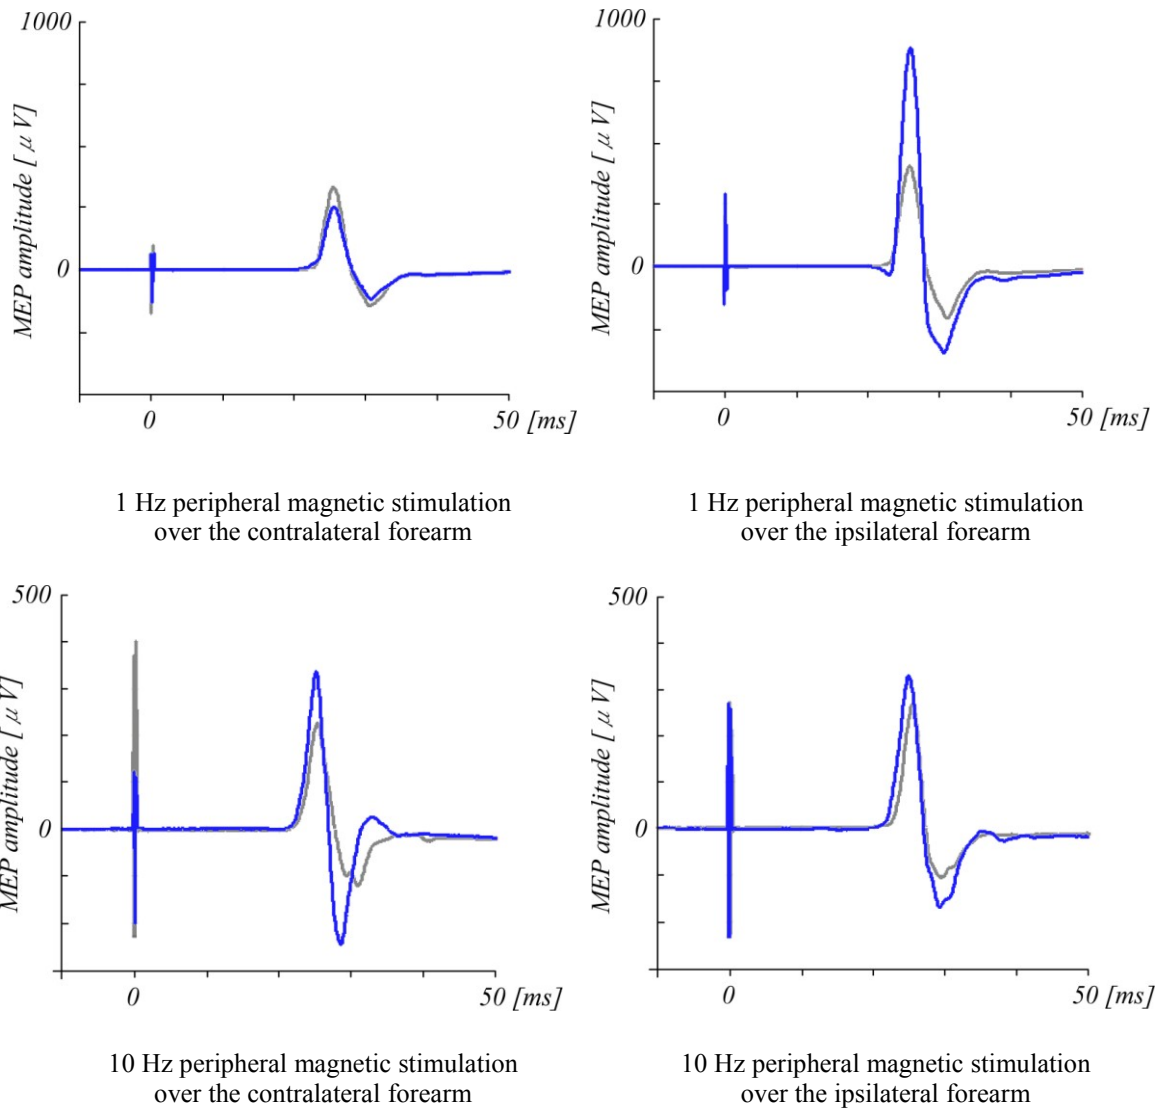 1000
MEP amplitude [ μ V]
0
0
50 [ms]
1 Hz peripheral magnetic stimulation
over the contralateral forearm
1000
MEP amplitude [ μ V]
0
0
50 [ms]
1 Hz peripheral magnetic stimulation
over the ipsilateral forearm
500
MEP amplitude [ μ V]
0
0
50 [ms]
10 Hz peripheral magnetic stimulation
over the contralateral forearm
500
MEP amplitude [ μ V]
0
0
50 [ms]
10 Hz peripheral magnetic stimulation
over the ipsilateral forearm